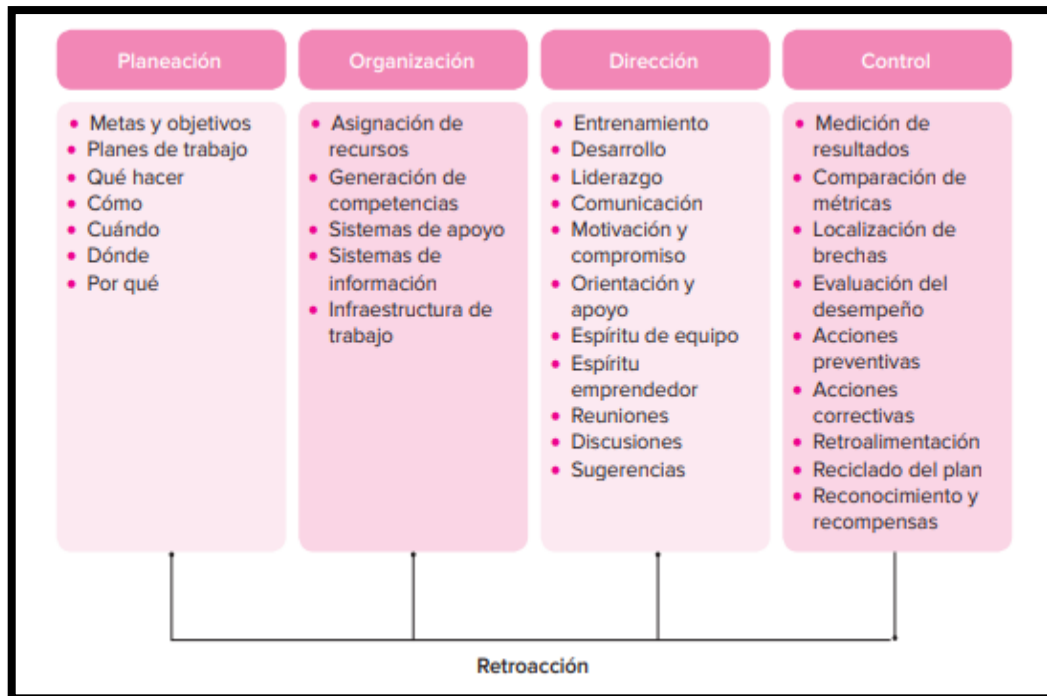 Planeación
Organización
Dirección
Control
• Metas y objetivos
• Planes de trabajo
• Qué hacer
• Cómo
• Cuándo
• Dónde
• Por qué
• Asignación de
recursos
• Generación de
competencias
• Sistemas de apoyo
• Sistemas de
información
• Infraestructura de
trabajo
• Entrenamiento
• Desarrollo
• Liderazgo
• Comunicación
• Motivación y
compromiso
• Orientación y
apoyo
• Espíritu de equipo
• Espíritu
emprendedor
• Reuniones
• Discusiones
• Sugerencias
• Medición de
resultados
• Comparación de
métricas
• Localización de
brechas
• Evaluación del
desempeño
• Acciones
preventivas
• Acciones
correctivas
• Retroalimentación
• Reciclado del plan
• Reconocimiento y
recompensas
Retroacción